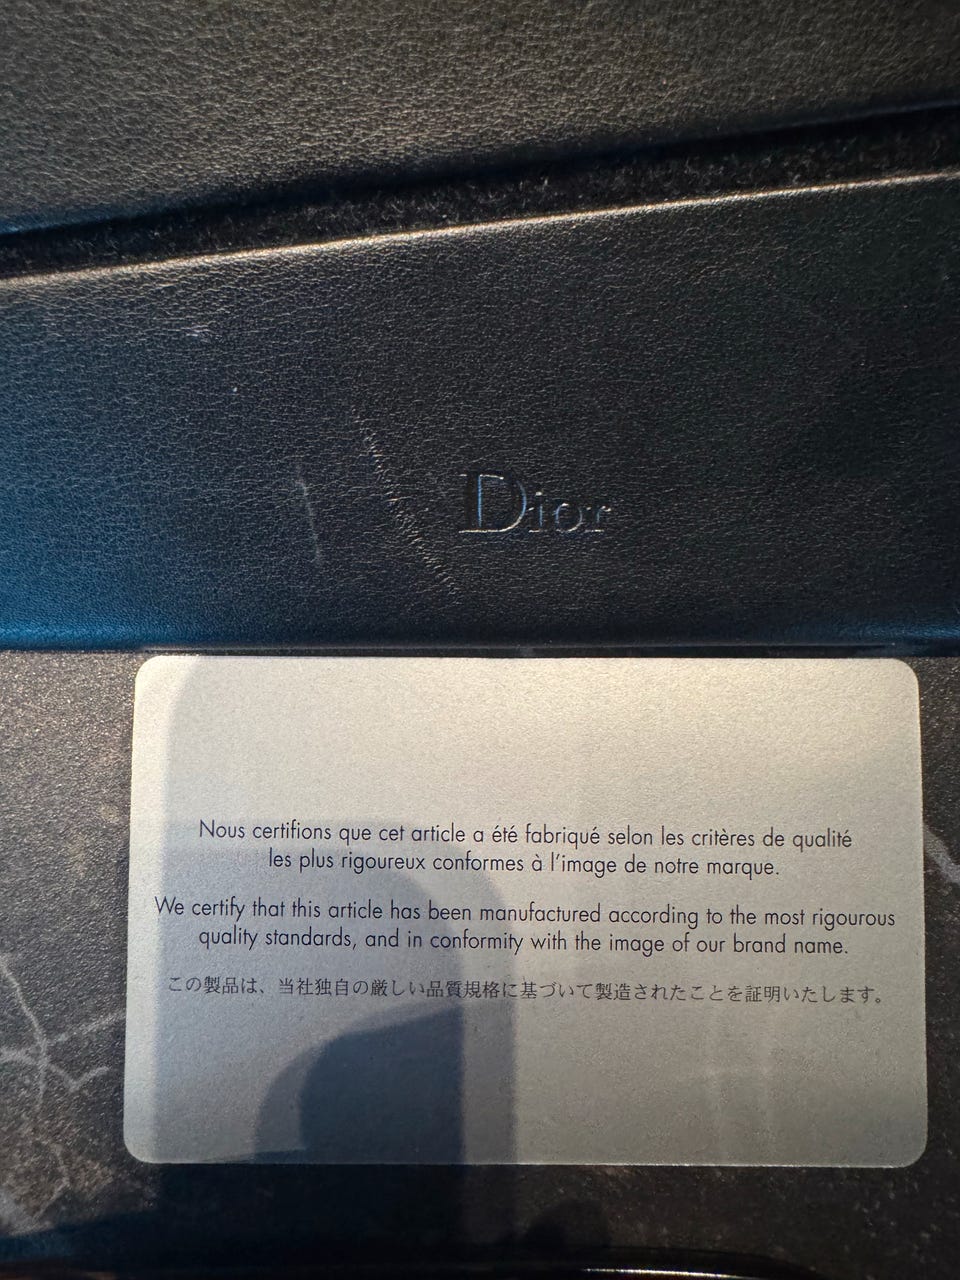 Dior
Nous certifions que cet article a été fabriqué selon les critères de qualité
les plus rigoureux conformes à l'image de notre marque.
We certify that this article has been manufactured according to the most rigourous
quality standards, and in conformity with the image of our brand name.
この製品は、当社独自の厳しい品質規格に基づいて製造されたことを証明いたします。